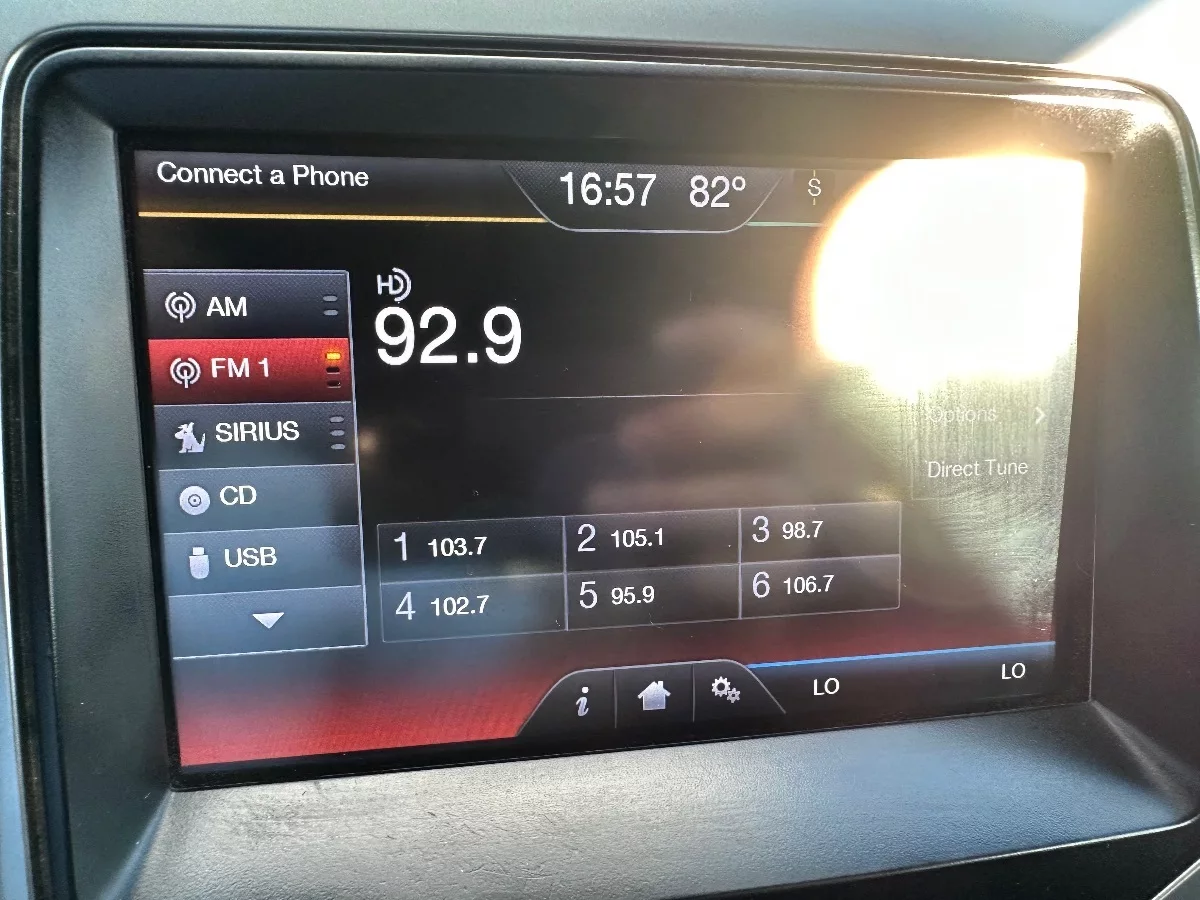 Connect a Phone
16:57 82º
S
AM
HD
92.9
FM 1
SIRIUS
Options
Direct Tune
CD
USB
1 103.7
2 105.1
3 98.7
4 102.7
5 95.9
6 106.7
i
LO
LO